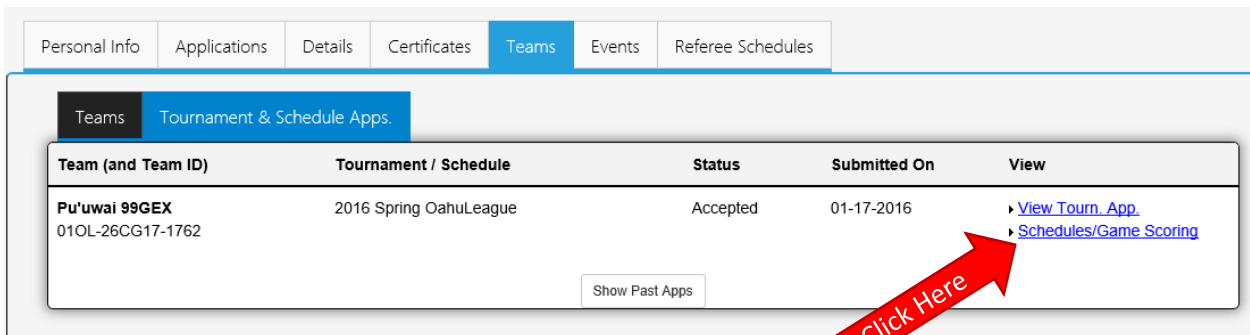 Personal Info Applications Details Certificates Teams Events Referee Schedules
Teams Tournament & Schedule Apps.
Team (and Team ID) Tournament / Schedule Status Submitted On View
Pu'uwai 99GEX 2016 Spring OahuLeague Accepted 01-17-2016 View Tourn. App.
01OL-26CG17-1762 Schedules/Game Scoring
Show Past Apps
Click Here